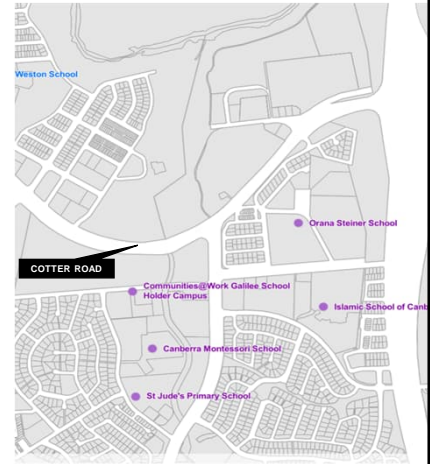 Weston School
Orana Steiner School
COTTER ROAD
Communities@Work Galilee School
Holder Campus
Islamic School of Canb
Canberra Montessori School
St Jude's Primary School